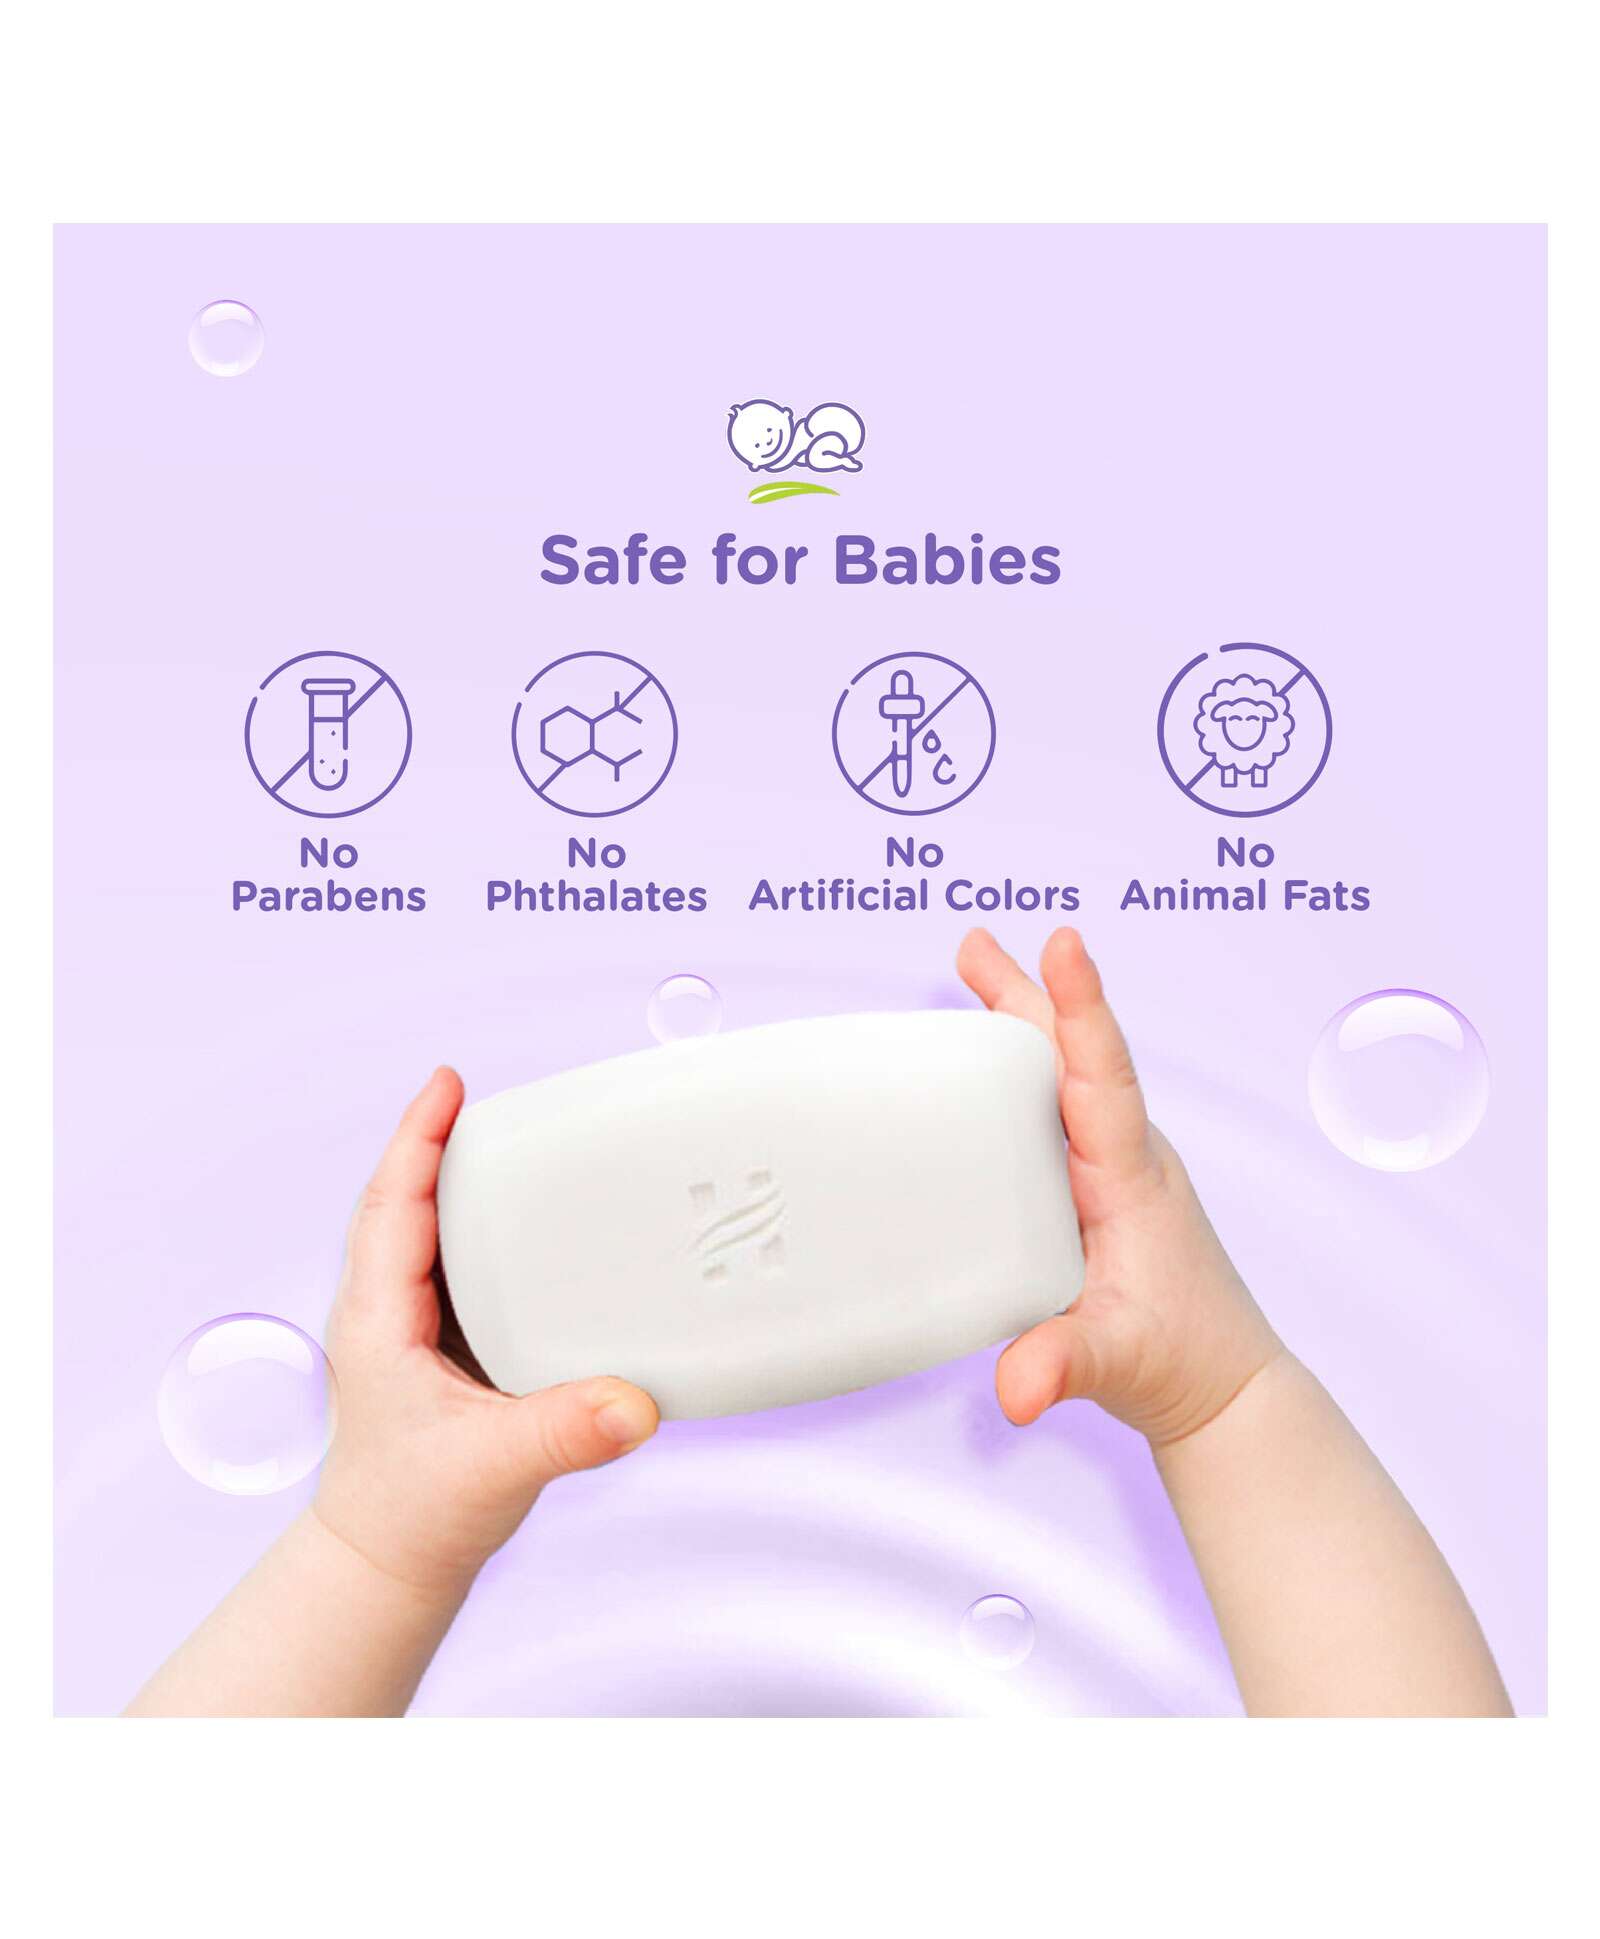 Safe for Babies
No
Parabens
No
Phthalates
No
Artificial Colors
No
Animal Fats